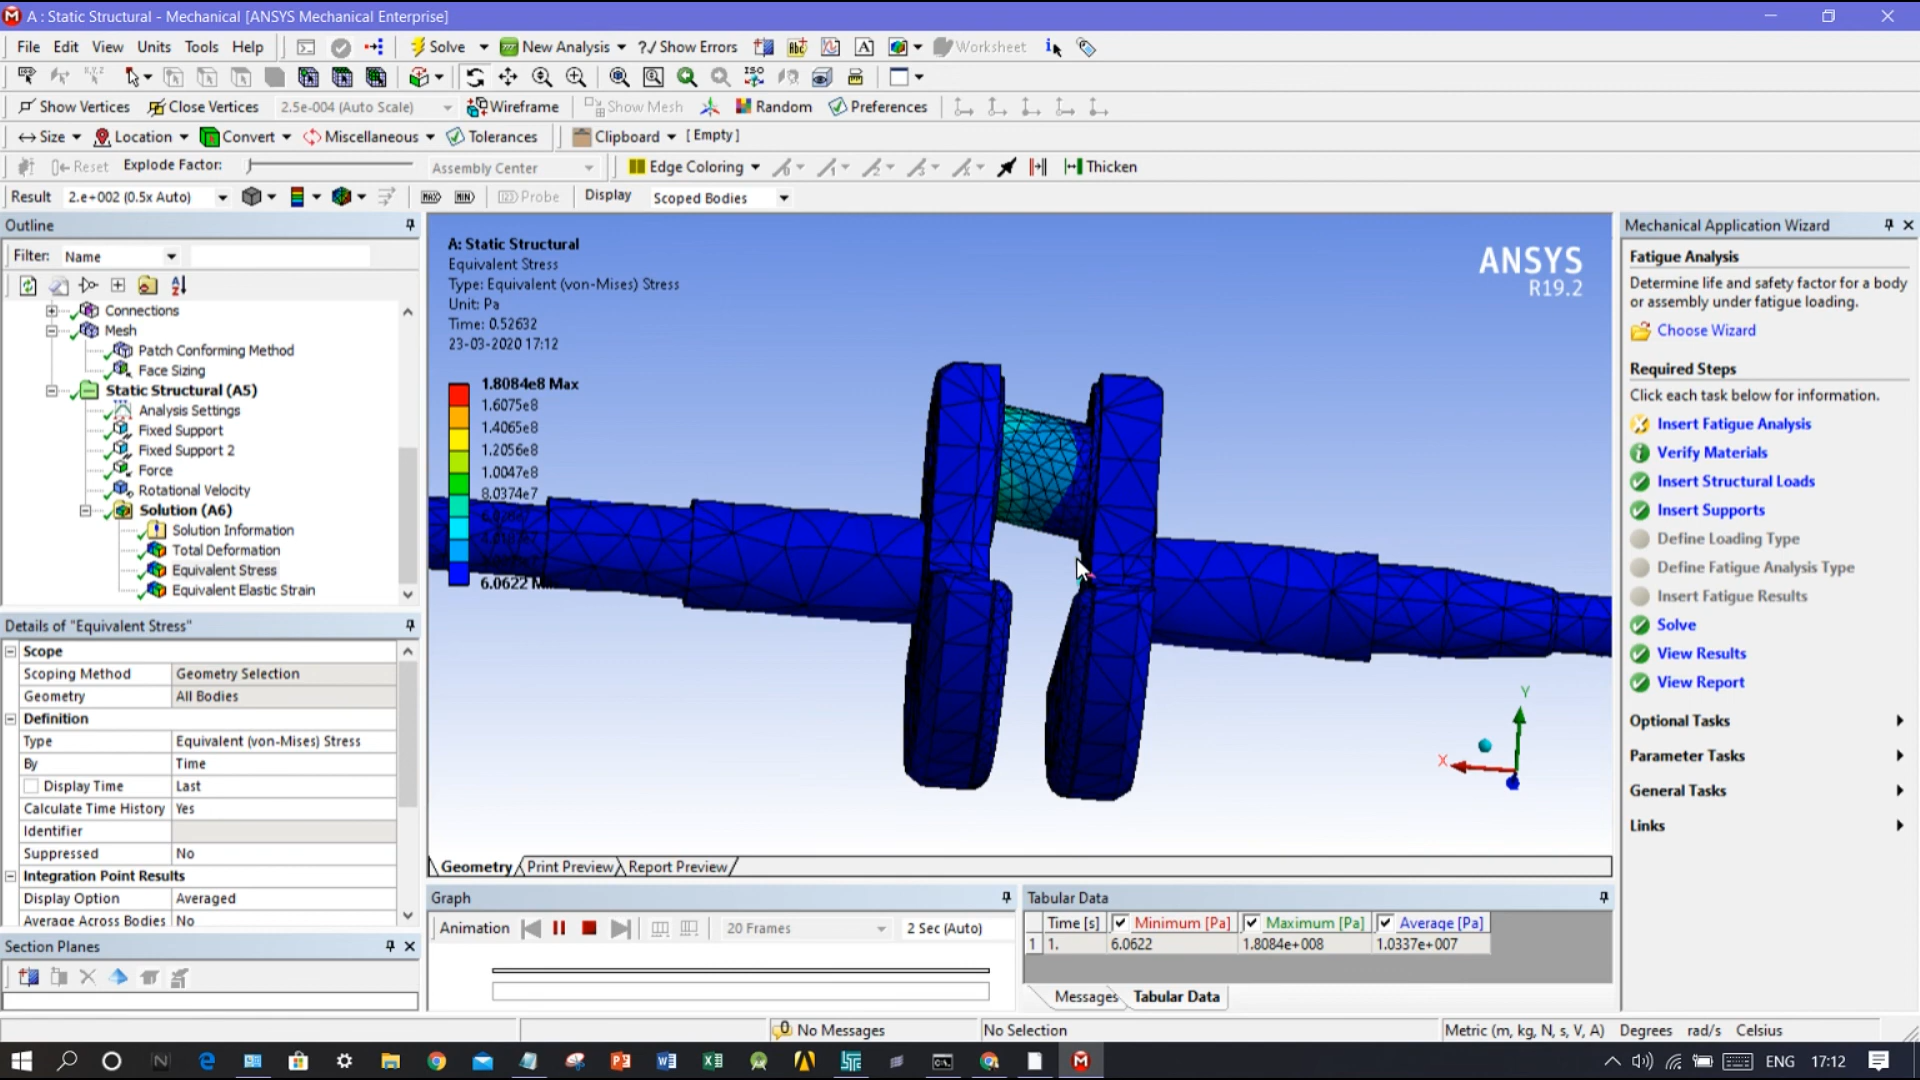 A : Static Structural - Mechanical [ANSYS Mechanical Enterprise]
File Edit View Units Tools Help Solve New Analysis ?/ Show Errors Worksheet
Show Vertices Close Vertices 2.5e-004 (Auto Scale) Wireframe Show Mesh Random Preferences
Size Location Convert Miscellaneous Tolerances Clipboard [ Empty ]
Reset Explode Factor: Assembly Center Edge Coloring Thicken
Result 2.e+002 (0.5x Auto) MAX MIN Probe Display Scoped Bodies
Outline
Filter: Name
Connections
Mesh
Patch Conforming Method
Face Sizing
Static Structural (A5)
Analysis Settings
Fixed Support
Fixed Support 2
Force
Rotational Velocity
Solution (A6)
Solution Information
Total Deformation
Equivalent Stress
Equivalent Elastic Strain
Details of "Equivalent Stress"
Scope
Scoping Method Geometry Selection
Geometry All Bodies
Definition
Type Equivalent (von-Mises) Stress
By Time
Display Time Last
Calculate Time History Yes
Identifier
Suppressed No
Integration Point Results
Display Option Averaged
Average Across Bodies No
Section Planes
A: Static Structural
Equivalent Stress
Type: Equivalent (von-Mises) Stress
Unit: Pa
Time: 0.52632
23-03-2020 17:12
1.8084e8 Max
1.6075e8
1.4065e8
1.2056e8
1.0047e8
8.0374e7
6.0622
ANSYS
R19.2
Y
X
Geometry Print Preview Report Preview
Graph
Animation 20 Frames 2 Sec (Auto)
Tabular Data
Time [s] Minimum [Pa] Maximum [Pa] Average [Pa]
1 1. 6.0622 1.8084e+008 1.0337e+007
Messages Tabular Data
Mechanical Application Wizard
Fatigue Analysis
Determine life and safety factor for a body
or assembly under fatigue loading.
Choose Wizard
Required Steps
Click each task below for information.
Insert Fatigue Analysis
Verify Materials
Insert Structural Loads
Insert Supports
Define Loading Type
Define Fatigue Analysis Type
Insert Fatigue Results
Solve
View Results
View Report
Optional Tasks
Parameter Tasks
General Tasks
Links
No Messages No Selection Metric (m, kg, N, s, V, A) Degrees rad/s Celsius
ENG 17:12